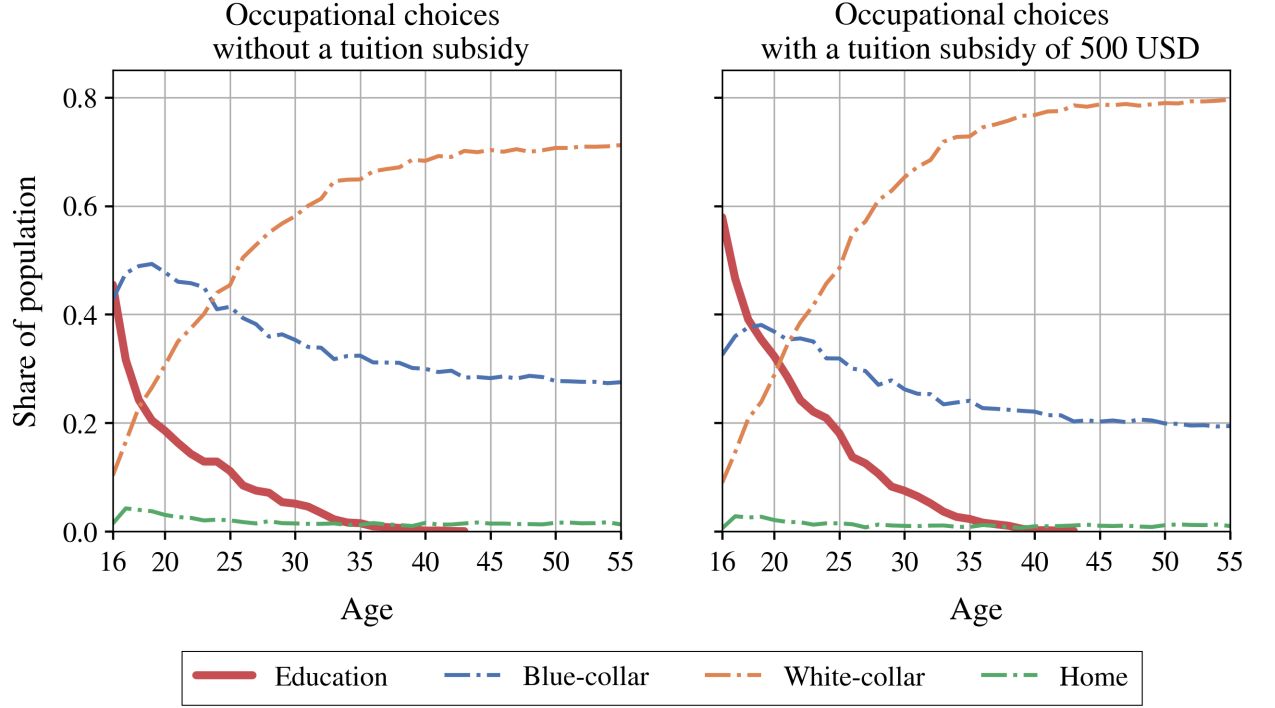 Occupational choices
without a tuition subsidy
Occupational choices
with a tuition subsidy of 500 USD
Share of population
0.8
0.6
0.4
0.2
0.0
16 20 25 30 35 40 45 50 55
16 20 25 30 35 40 45 50 55
Age
Age
Education Blue-collar White-collar Home